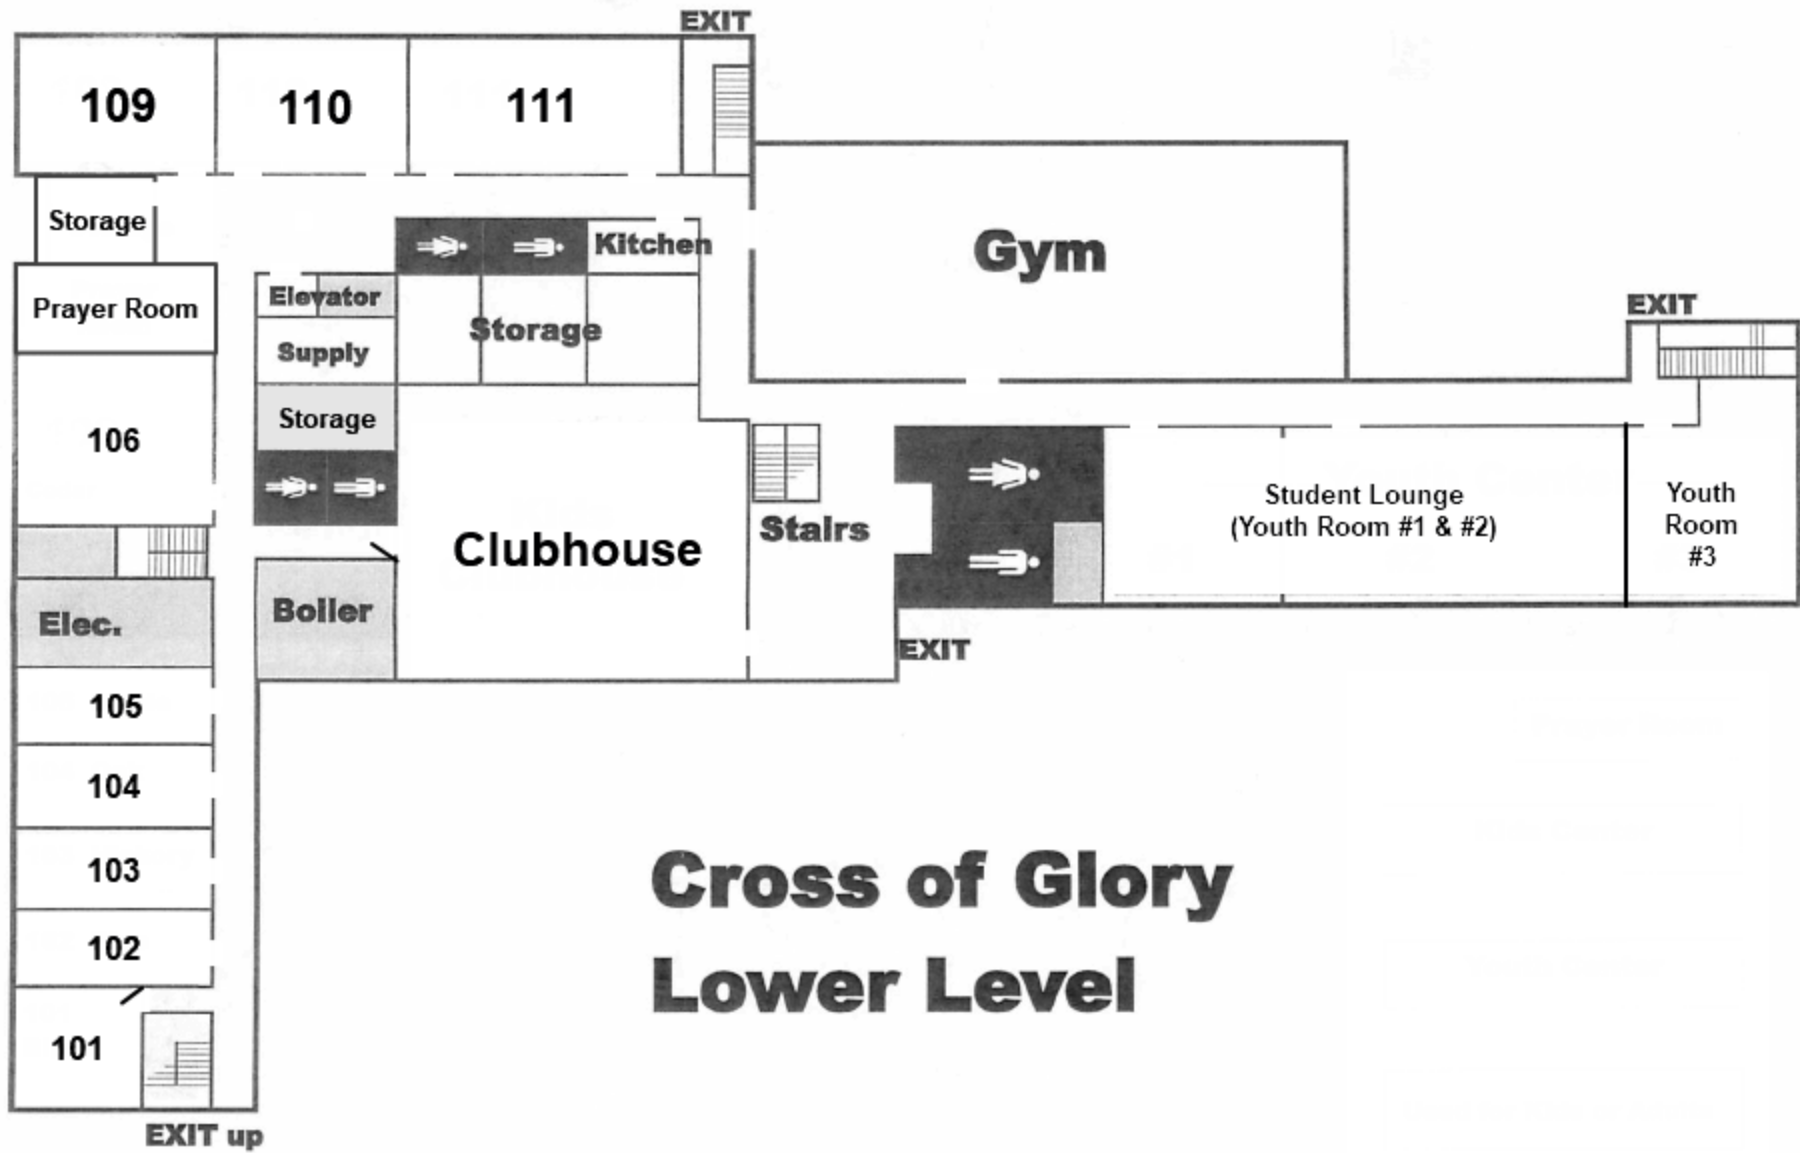 EXIT
109
110
111
Storage
Kitchen
Gym
Prayer Room
Elevator
Storage
EXIT
Supply
106
Storage
Clubhouse
Stairs
Student Lounge
(Youth Room #1 & #2)
Youth
Room
#3
Elec.
Boiler
EXIT
105
104
103
102
101
Cross of Glory
Lower Level
EXIT up